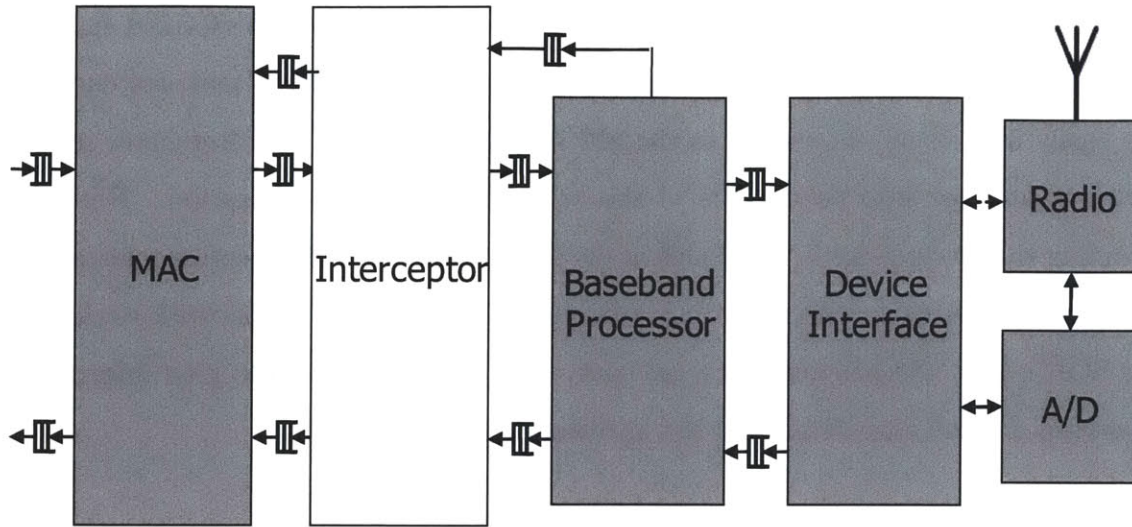 MAC
Interceptor
Baseband
Processor
Device
Interface
Radio
A/D